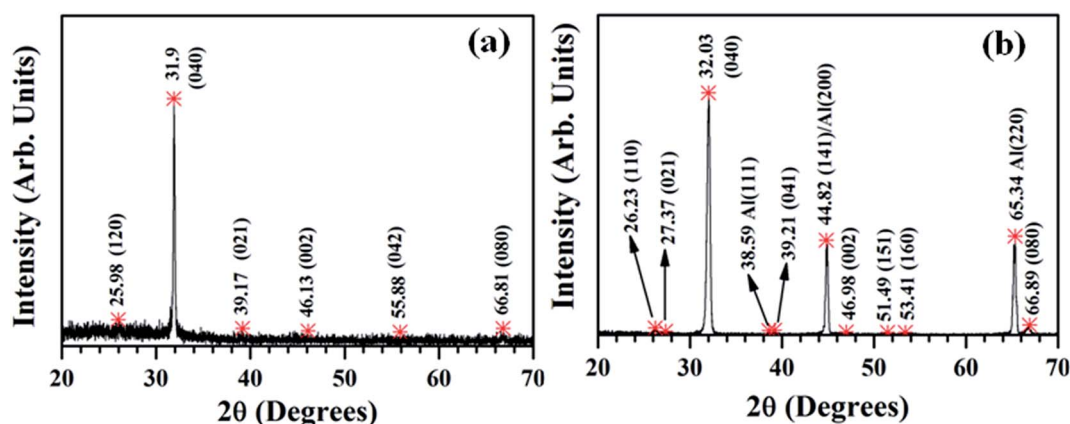 (a)
Intensity (Arb. Units)
25.98 (120)
31.9
(040)
39.17 (021)
46.13 (002)
55.88 (042)
66.81 (080)
20 30 40 50 60 70
2θ (Degrees)
(b)
Intensity (Arb. Units)
26.23 (110)
27.37 (021)
32.03
(040)
38.59 Al(111)
39.21 (041)
44.82 (141)/Al(200)
46.98 (002)
51.49 (151)
53.41 (160)
65.34 Al(220)
66.89 (080)
20 30 40 50 60 70
2θ (Degrees)